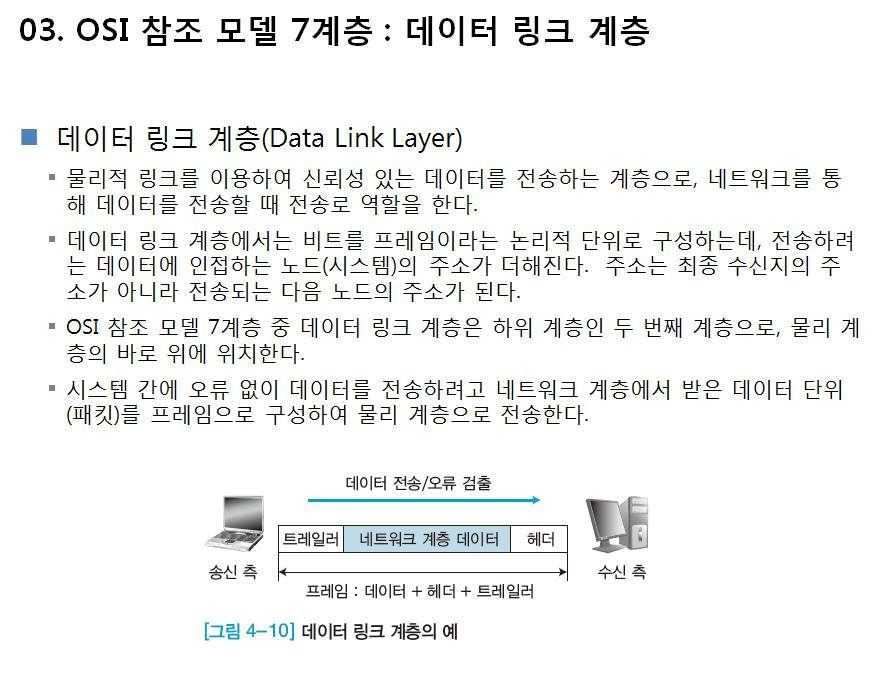 03. OSI 참조 모델 7계층 : 데이터 링크 계층
■ 데이터 링크 계층(Data Link Layer)
▪ 물리적 링크를 이용하여 신뢰성 있는 데이터를 전송하는 계층으로, 네트워크를 통
해 데이터를 전송할 때 전송로 역할을 한다.
▪ 데이터 링크 계층에서는 비트를 프레임이라는 논리적 단위로 구성하는데, 전송하려
는 데이터에 인접하는 노드(시스템)의 주소가 더해진다. 주소는 최종 수신지의 주
소가 아니라 전송되는 다음 노드의 주소가 된다.
▪ OSI 참조 모델 7계층 중 데이터 링크 계층은 하위 계층인 두 번째 계층으로, 물리 계
층의 바로 위에 위치한다.
▪ 시스템 간에 오류 없이 데이터를 전송하려고 네트워크 계층에서 받은 데이터 단위
(패킷)를 프레임으로 구성하여 물리 계층으로 전송한다.
데이터 전송/오류 검출
트레일러 네트워크 계층 데이터 헤더
송신 측 수신 측
프레임 : 데이터 + 헤더 + 트레일러
[그림 4-10] 데이터 링크 계층의 예